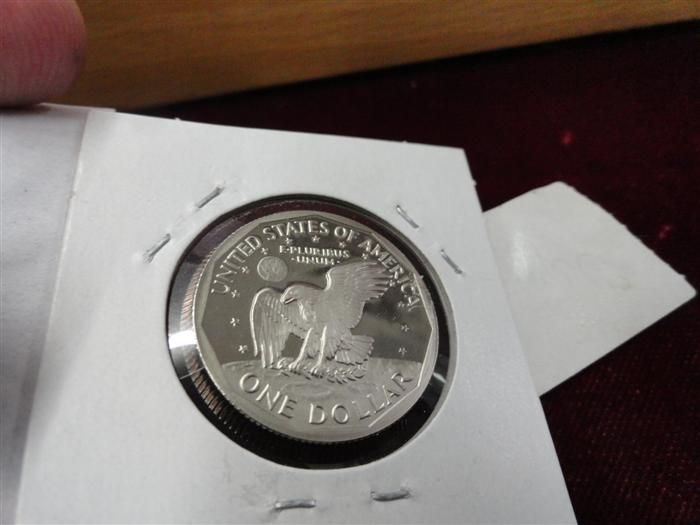 UNITED STATES OF AMERICA
E·PLURIBUS
·UNUM·
ONE DOLLAR